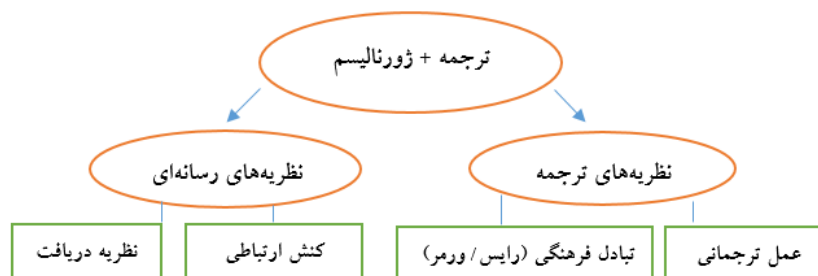 ترجمه + ژورنالیسم
نظریه‌های ترجمه
نظریه‌های رسانه‌ای
عمل ترجمانی
تبادل فرهنگی (رایس/ ورمر)
کنش ارتباطی
نظریه دریافت